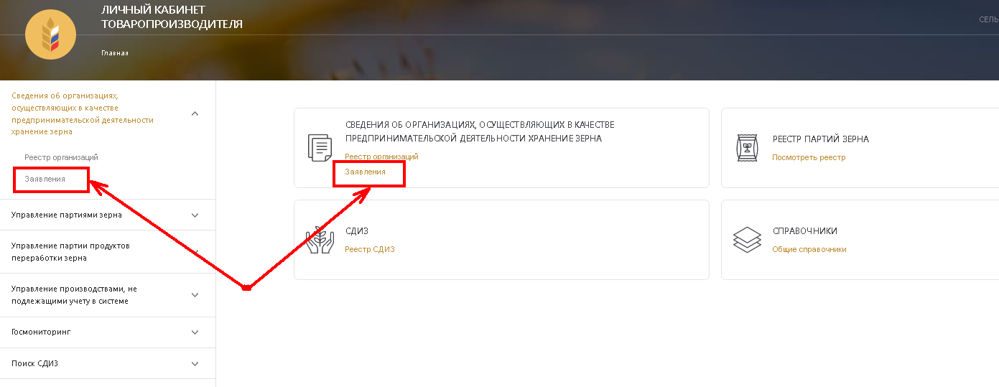 ЛИЧНЫЙ КАБИНЕТ
ТОВАРОПРОИЗВОДИТЕЛЯ
СЕЛЬ
Главная
Сведения об организациях,
осуществляющих в качестве
предпринимательской деятельности
хранение зерна
Реестр организаций
Заявления
Управление партиями зерна
Управление партии продуктов
переработки зерна
Управление производствами, не
подлежащими учету в системе
Госмониторинг
Поиск СДИЗ
СВЕДЕНИЯ ОБ ОРГАНИЗАЦИЯХ, ОСУЩЕСТВЛЯЮЩИХ В КАЧЕСТВЕ
ПРЕДПРИНИМАТЕЛЬСКОЙ ДЕЯТЕЛЬНОСТИ ХРАНЕНИЕ ЗЕРНА
Реестр организаций
Заявления
РЕЕСТР ПАРТИЙ ЗЕРНА
Посмотреть реестр
СДИЗ
Реестр СДИЗ
СПРАВОЧНИКИ
Общие справочники